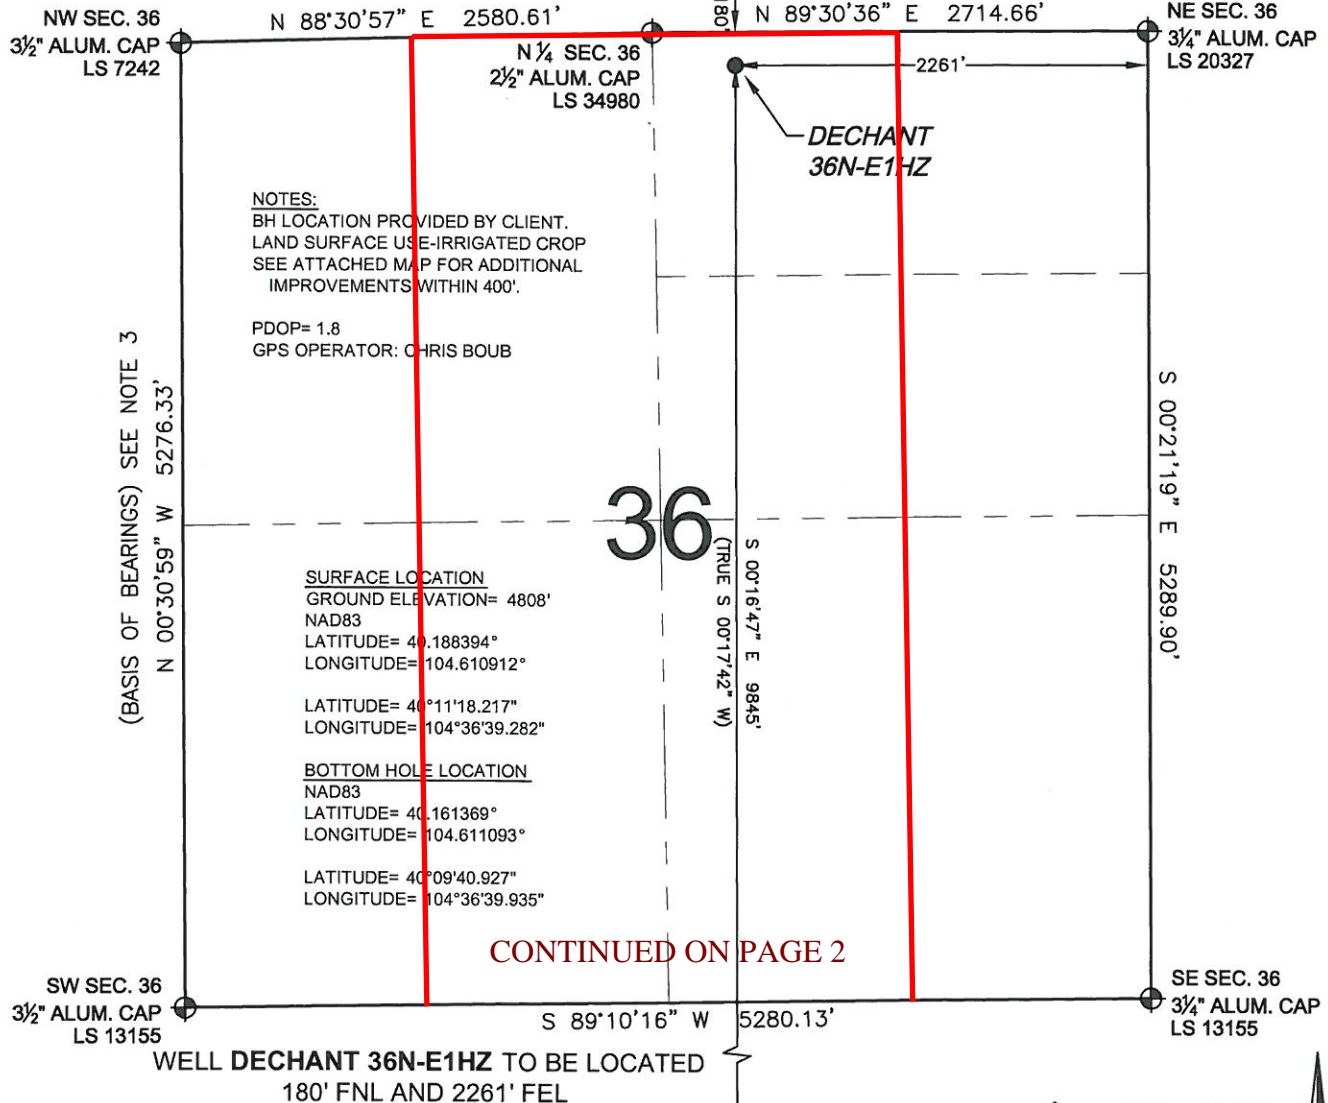 NW SEC. 36
3½" ALUM. CAP
LS 7242
N 88°30'57" E 2580.61'
N ¼ SEC. 36
2½" ALUM. CAP
LS 34980
180'
N 89°30'36" E 2714.66'
NE SEC. 36
3¼" ALUM. CAP
LS 20327
2261'
DECHANT
36N-E1HZ
NOTES:
BH LOCATION PROVIDED BY CLIENT.
LAND SURFACE USE-IRRIGATED CROP
SEE ATTACHED MAP FOR ADDITIONAL
IMPROVEMENTS WITHIN 400'.
PDOP= 1.8
GPS OPERATOR: CHRIS BOUB
(BASIS OF BEARINGS) SEE NOTE 3
N 00°30'59" W 5276.33'
36
S 00°21'19" E 5289.90'
SURFACE LOCATION
GROUND ELEVATION= 4808'
NAD83
LATITUDE= 40.188394°
LONGITUDE= 104.610912°
LATITUDE= 40°11'18.217"
LONGITUDE= 104°36'39.282"
BOTTOM HOLE LOCATION
NAD83
LATITUDE= 40.161369°
LONGITUDE= 104.611093°
LATITUDE= 40°09'40.927"
LONGITUDE= 104°36'39.935"
S 00°16'47" E 9845'
(TRUE S 00°17'42" W)
CONTINUED ON PAGE 2
SW SEC. 36
3½" ALUM. CAP
LS 13155
S 89°10'16" W 5280.13'
SE SEC. 36
3¼" ALUM. CAP
LS 13155
WELL DECHANT 36N-E1HZ TO BE LOCATED
180' FNL AND 2261' FEL